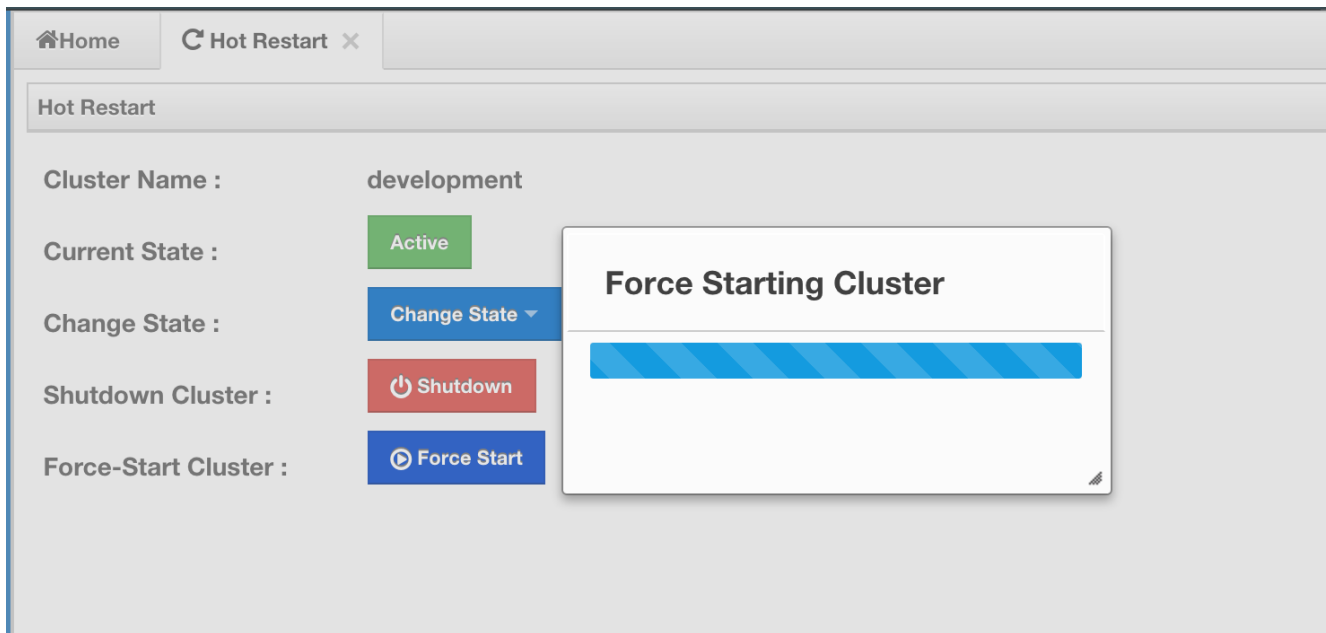 Home
Hot Restart
Hot Restart
Cluster Name : development
Current State : Active
Change State : Change State
Shutdown Cluster : Shutdown
Force-Start Cluster : Force Start
Force Starting Cluster